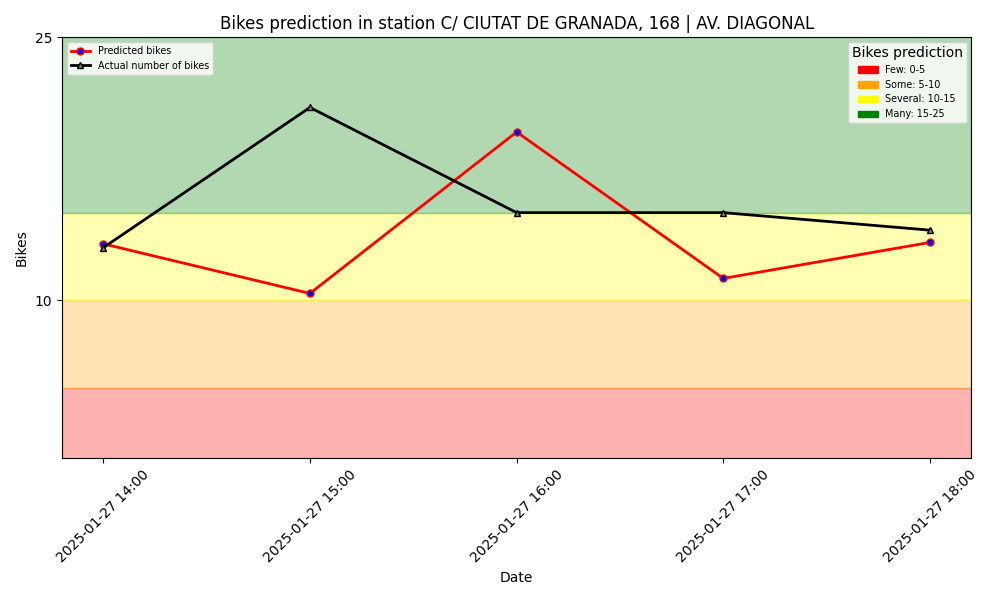 Bikes prediction in station C/ CIUTAT DE GRANADA, 168 | AV. DIAGONAL
25
Predicted bikes
Actual number of bikes
Bikes prediction
Few: 0-5
Some: 5-10
Several: 10-15
Many: 15-25
Bikes
10
2025-01-27 14:00
2025-01-27 15:00
2025-01-27 16:00
2025-01-27 17:00
2025-01-27 18:00
Date